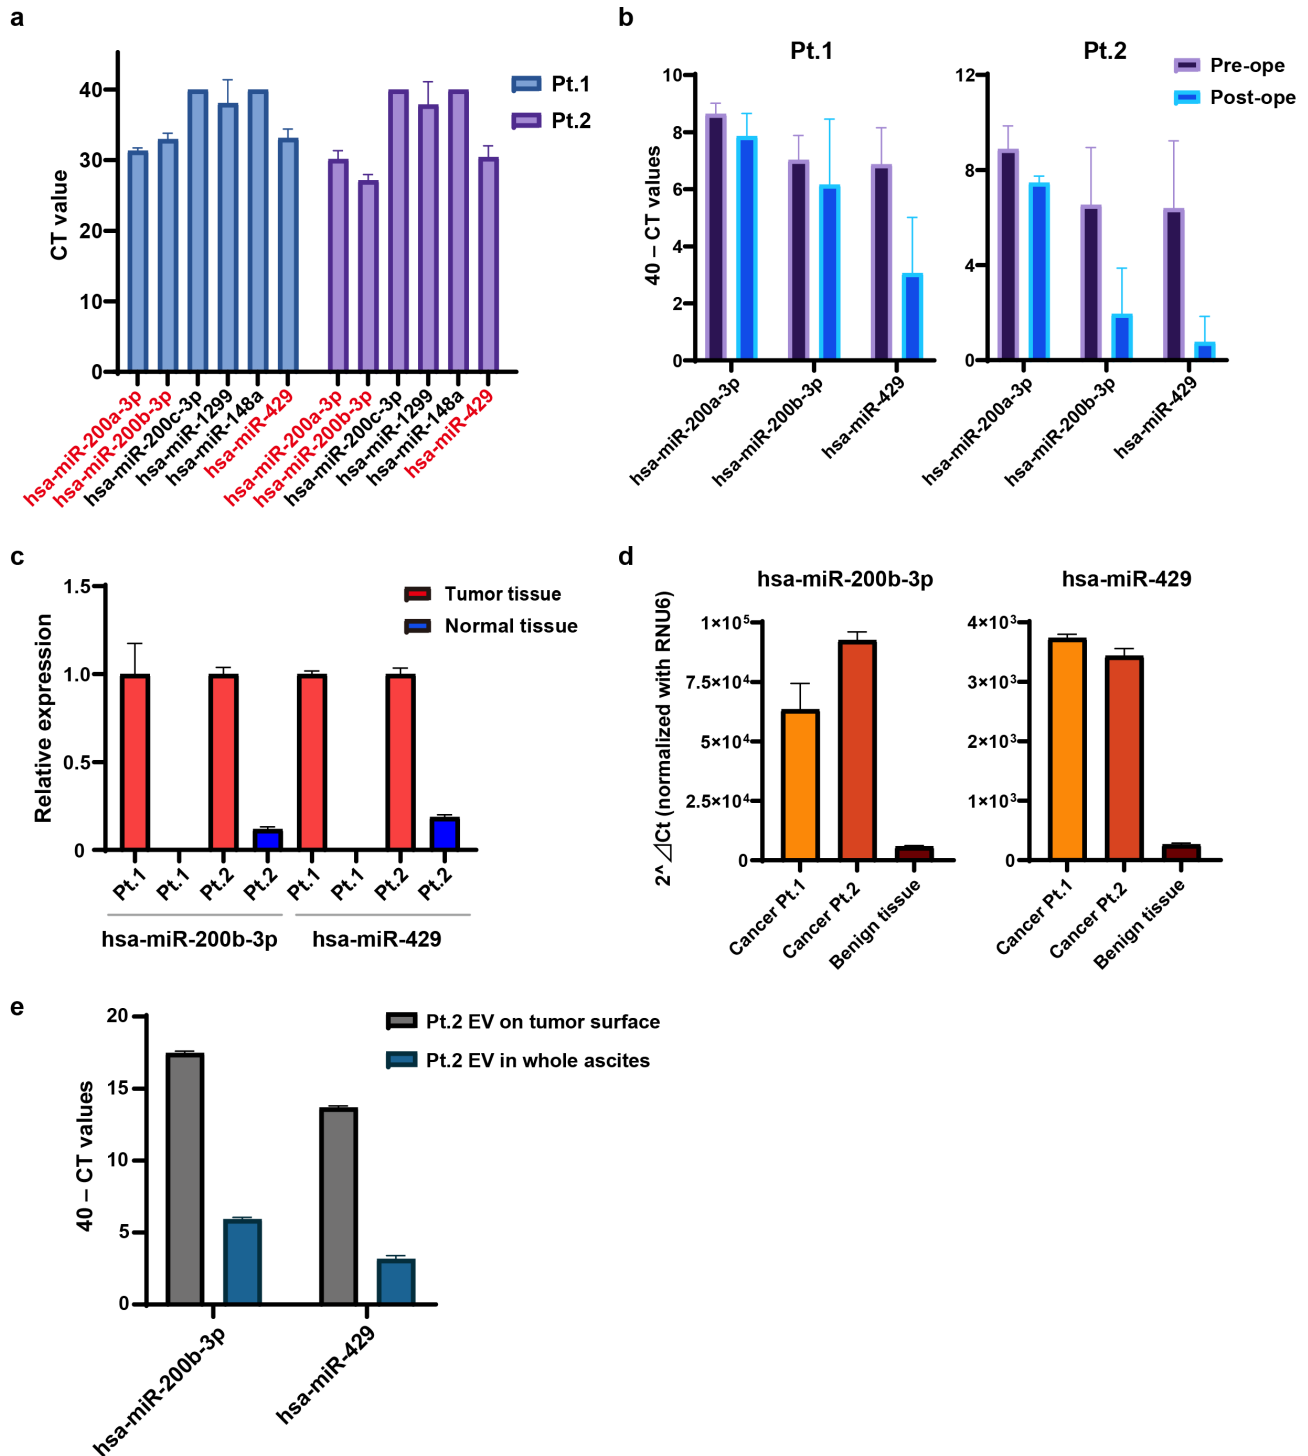 a
CT value
40
30
20
10
0
Pt.1
Pt.2
hsa-miR-200a-3p
hsa-miR-200b-3p
hsa-miR-200c-3p
hsa-miR-1299
hsa-miR-148a
hsa-miR-429
hsa-miR-200a-3p
hsa-miR-200b-3p
hsa-miR-200c-3p
hsa-miR-1299
hsa-miR-148a
hsa-miR-429
b
Pt.1
40 – CT values
10
8
6
4
2
0
hsa-miR-200a-3p
hsa-miR-200b-3p
hsa-miR-429
Pt.2
12
8
4
0
hsa-miR-200a-3p
hsa-miR-200b-3p
hsa-miR-429
Pre-ope
Post-ope
c
Relative expression
1.5
1.0
0.5
0
Tumor tissue
Normal tissue
Pt.1
Pt.1
Pt.2
Pt.2
Pt.1
Pt.1
Pt.2
Pt.2
hsa-miR-200b-3p
hsa-miR-429
d
hsa-miR-200b-3p
2^⊿Ct (normalized with RNU6)
1×10⁵
7.5×10⁴
5×10⁴
2.5×10⁴
0
Cancer Pt.1
Cancer Pt.2
Benign tissue
hsa-miR-429
4×10³
3×10³
2×10³
1×10³
0
Cancer Pt.1
Cancer Pt.2
Benign tissue
e
40 – CT values
20
15
10
5
0
Pt.2 EV on tumor surface
Pt.2 EV in whole ascites
hsa-miR-200b-3p
hsa-miR-429